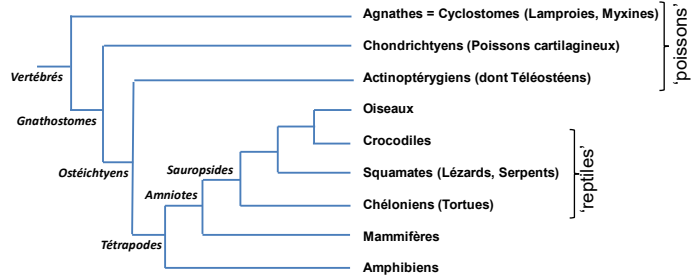 Agnathes = Cyclostomes (Lamproies, Myxines)
Chondrichtyens (Poissons cartilagineux)
Actinoptérygiens (dont Téléostéens)
'poissons'
Oiseaux
Crocodiles
Squamates (Lézards, Serpents)
Chéloniens (Tortues)
'reptiles'
Mammifères
Amphibiens
Vertébrés
Gnathostomes
Ostéichtyens
Sauropsides
Amniotes
Tétrapodes